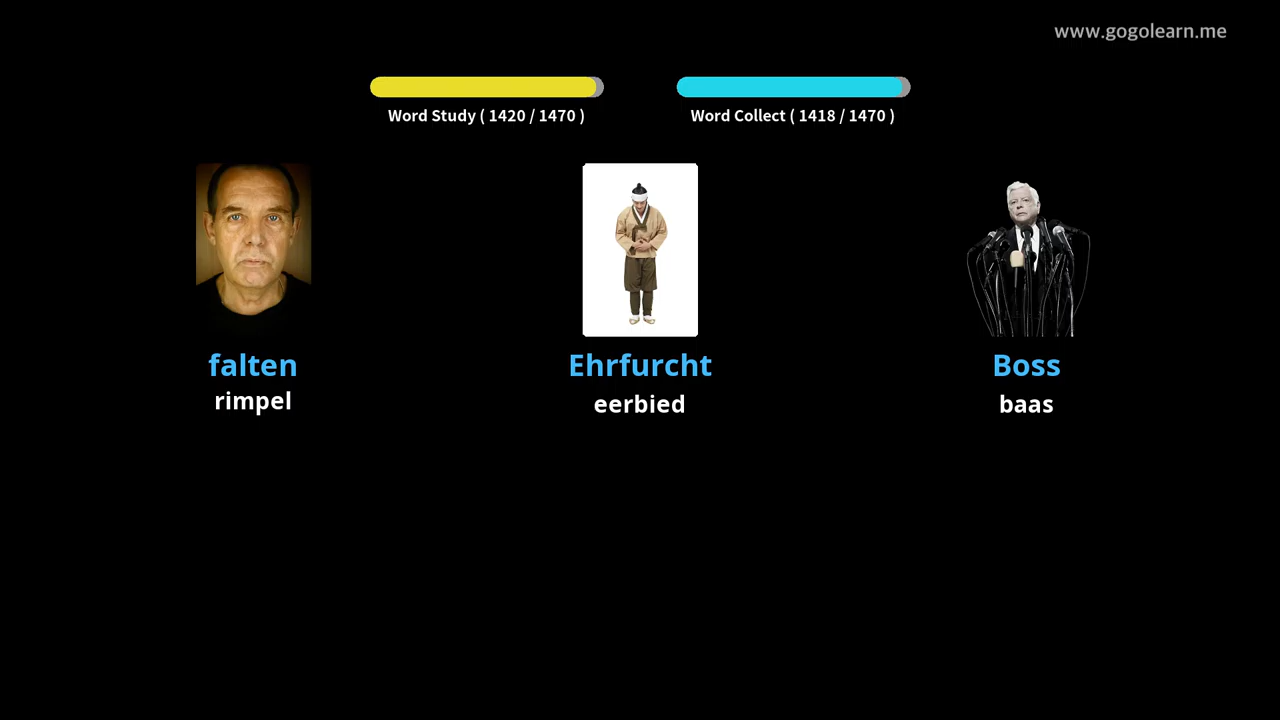 www.gogolearn.me
Word Study ( 1420 / 1470 )
Word Collect ( 1418 / 1470 )
falten
rimpel
Ehrfurcht
eerbied
Boss
baas